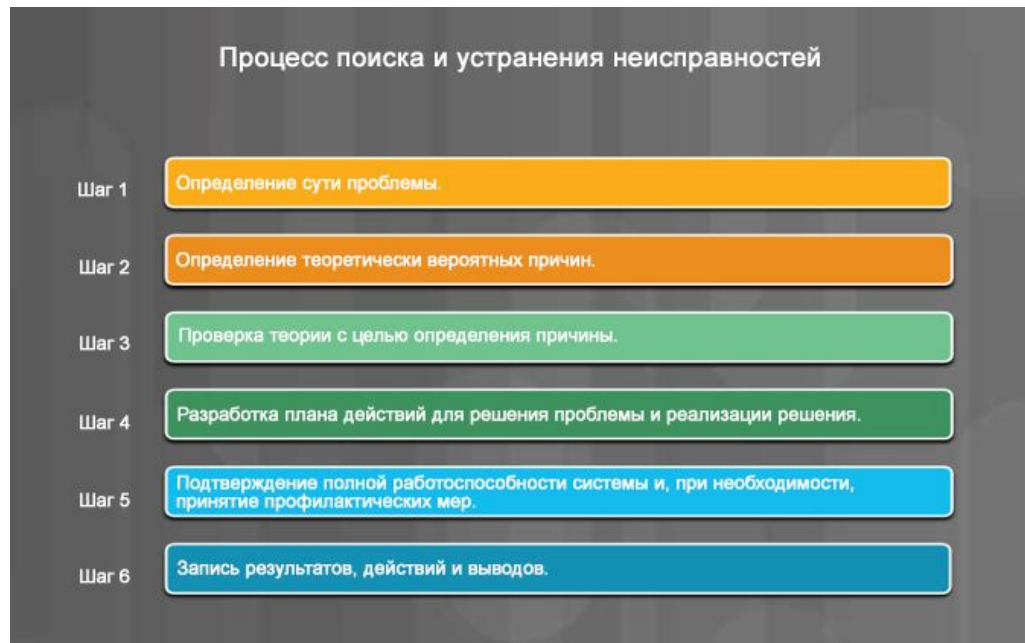 Процесс поиска и устранения неисправностей
Шаг 1
Определение сути проблемы.
Шаг 2
Определение теоретически вероятных причин.
Шаг 3
Проверка теории с целью определения причины.
Шаг 4
Разработка плана действий для решения проблемы и реализации решения.
Шаг 5
Подтверждение полной работоспособности системы и, при необходимости,
принятие профилактических мер.
Шаг 6
Запись результатов, действий и выводов.